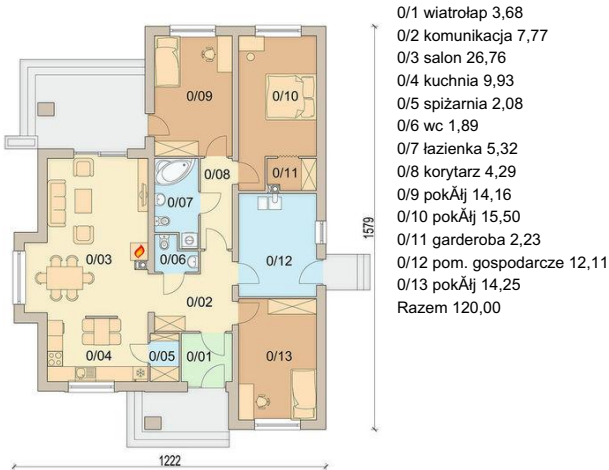 0/1 wiatrołap 3,68
0/2 komunikacja 7,77
0/3 salon 26,76
0/4 kuchnia 9,93
0/5 spiżarnia 2,08
0/6 wc 1,89
0/7 łazienka 5,32
0/8 korytarz 4,29
0/9 pokĂłj 14,16
0/10 pokĂłj 15,50
0/11 garderoba 2,23
0/12 pom. gospodarcze 12,11
0/13 pokĂłj 14,25
Razem 120,00
0/09
0/10
0/11
0/08
0/07
0/03
0/06
0/12
0/02
0/04
0/05
0/01
0/13
1579
1222